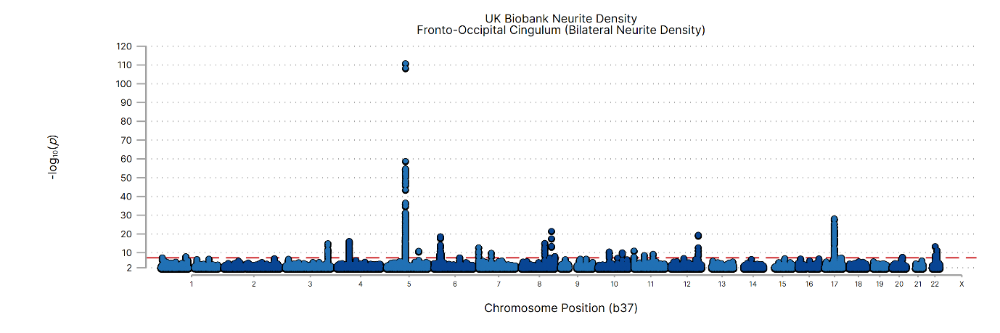 UK Biobank Neurite Density
Fronto-Occipital Cingulum (Bilateral Neurite Density)
120
110
100
90
80
70
60
50
40
30
20
10
2
-log₁₀(p)
1 2 3 4 5 6 7 8 9 10 11 12 13 14 15 16 17 18 19 20 21 22 X
Chromosome Position (b37)